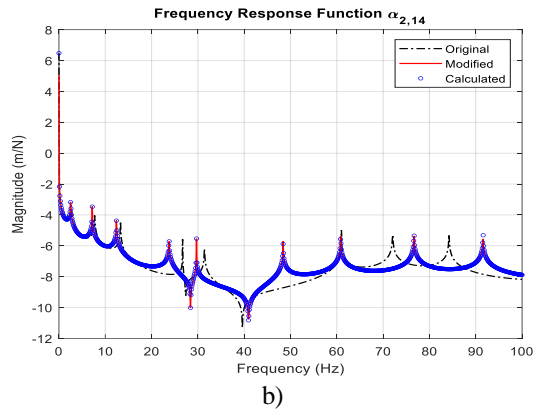 Frequency Response Function α2,14
8
6
4
2
0
-2
-4
-6
-8
-10
-12
Magnitude (m/N)
Original
Modified
Calculated
0 10 20 30 40 50 60 70 80 90 100
Frequency (Hz)
b)